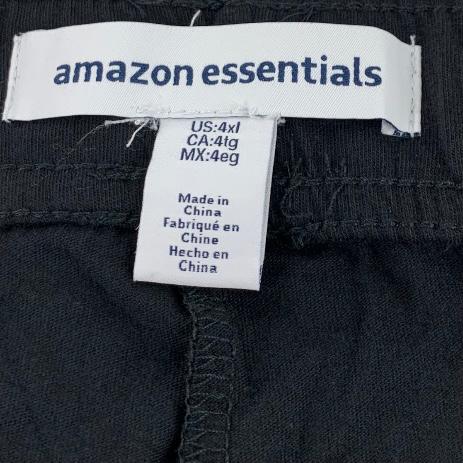 amazon essentials
US:4xl
CA:4tg
MX:4eg
Made in
China
Fabriqué en
Chine
Hecho en
China